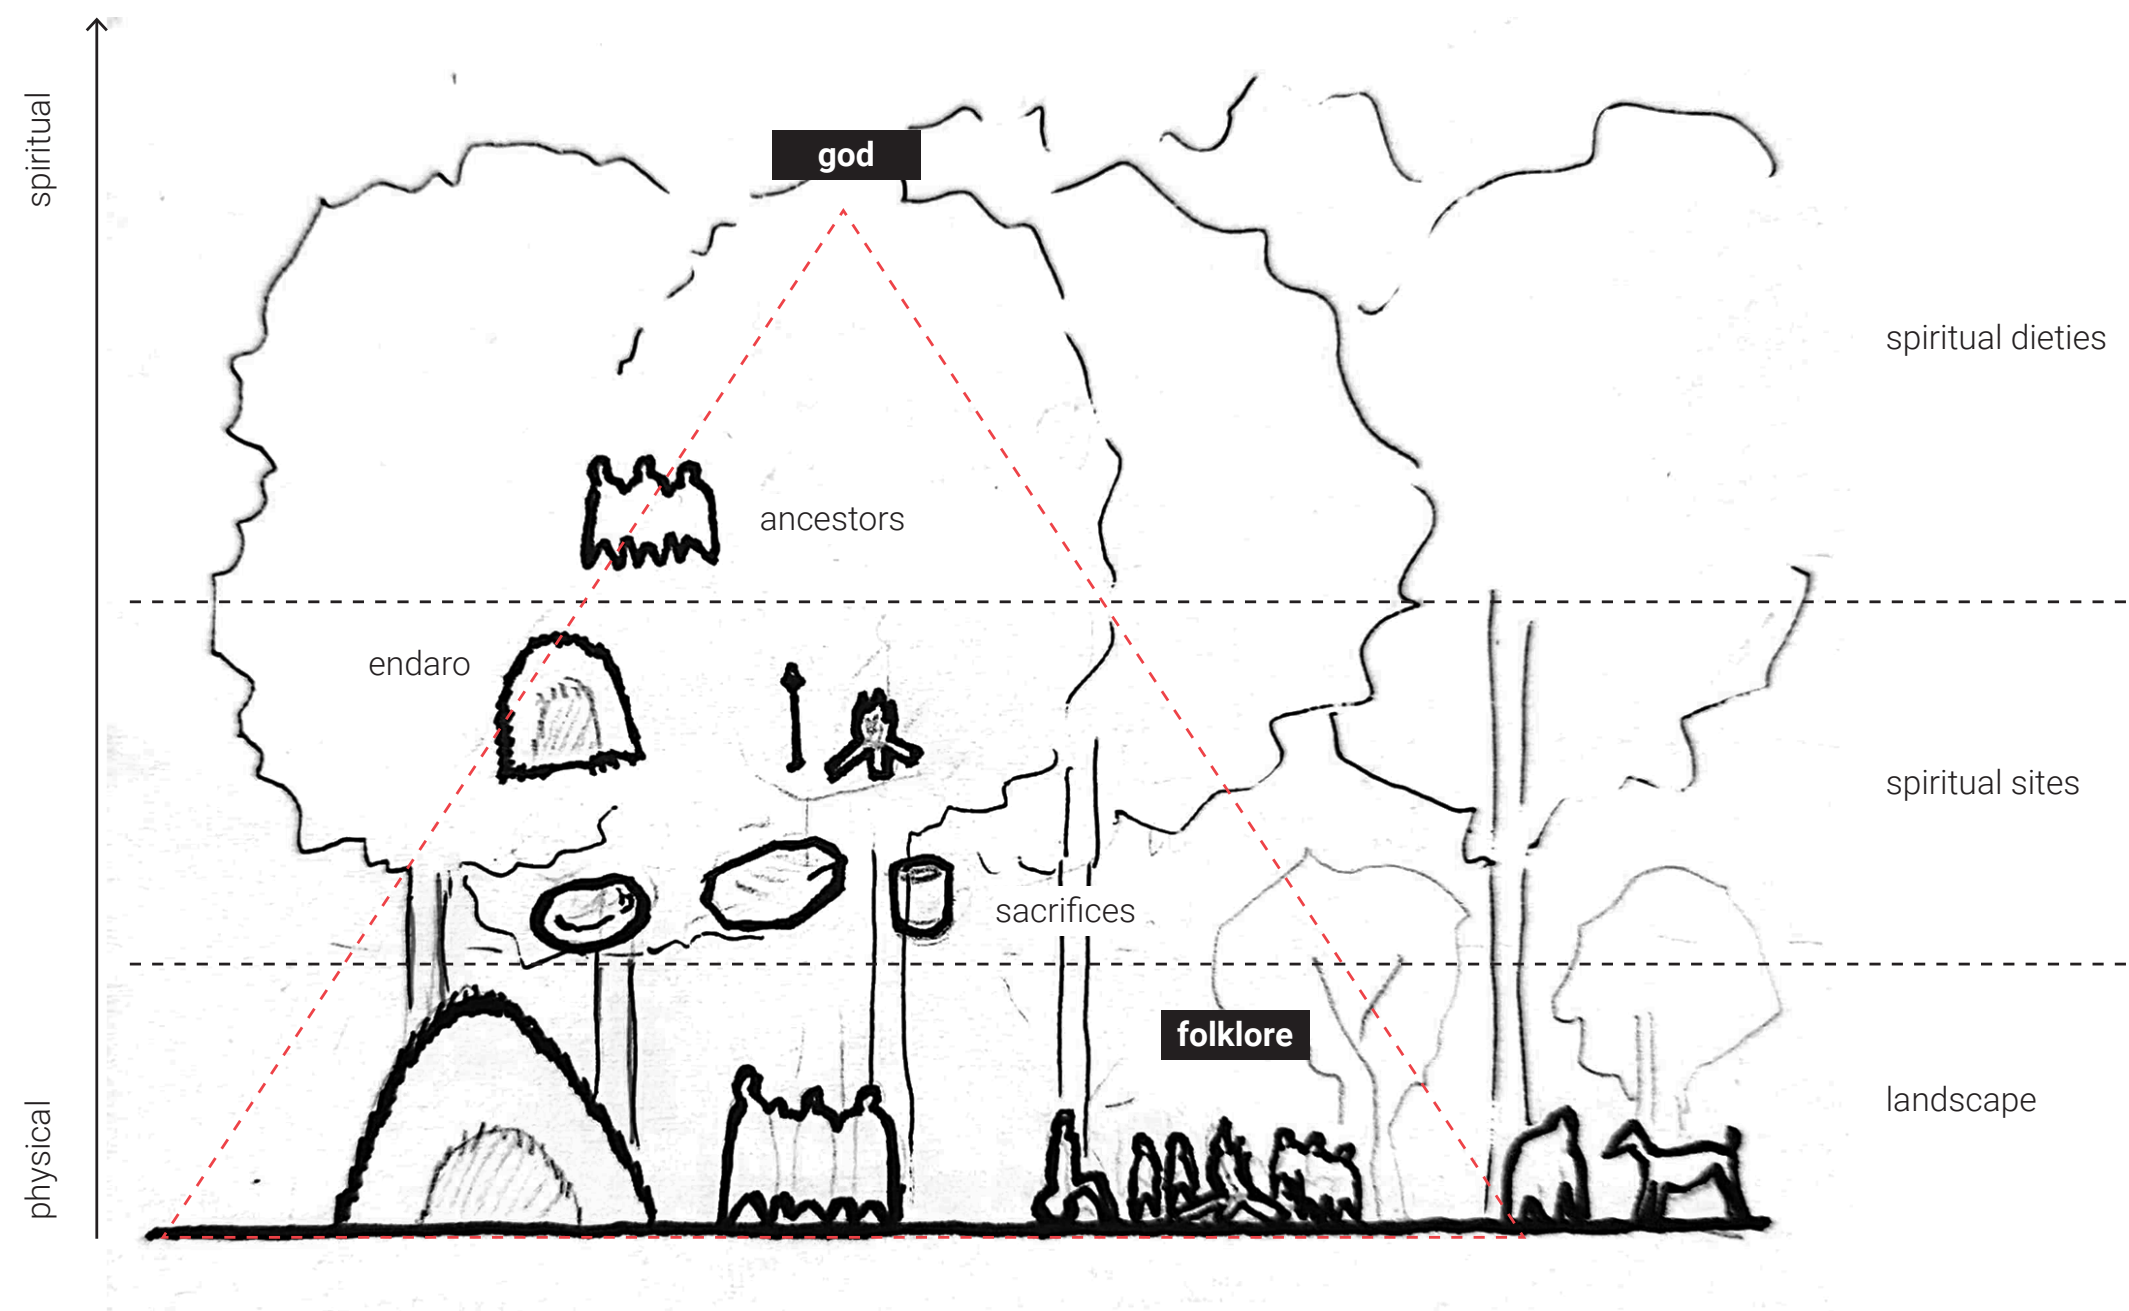 spiritual
god
spiritual dieties
ancestors
endaro
spiritual sites
sacrifices
folklore
landscape
physical